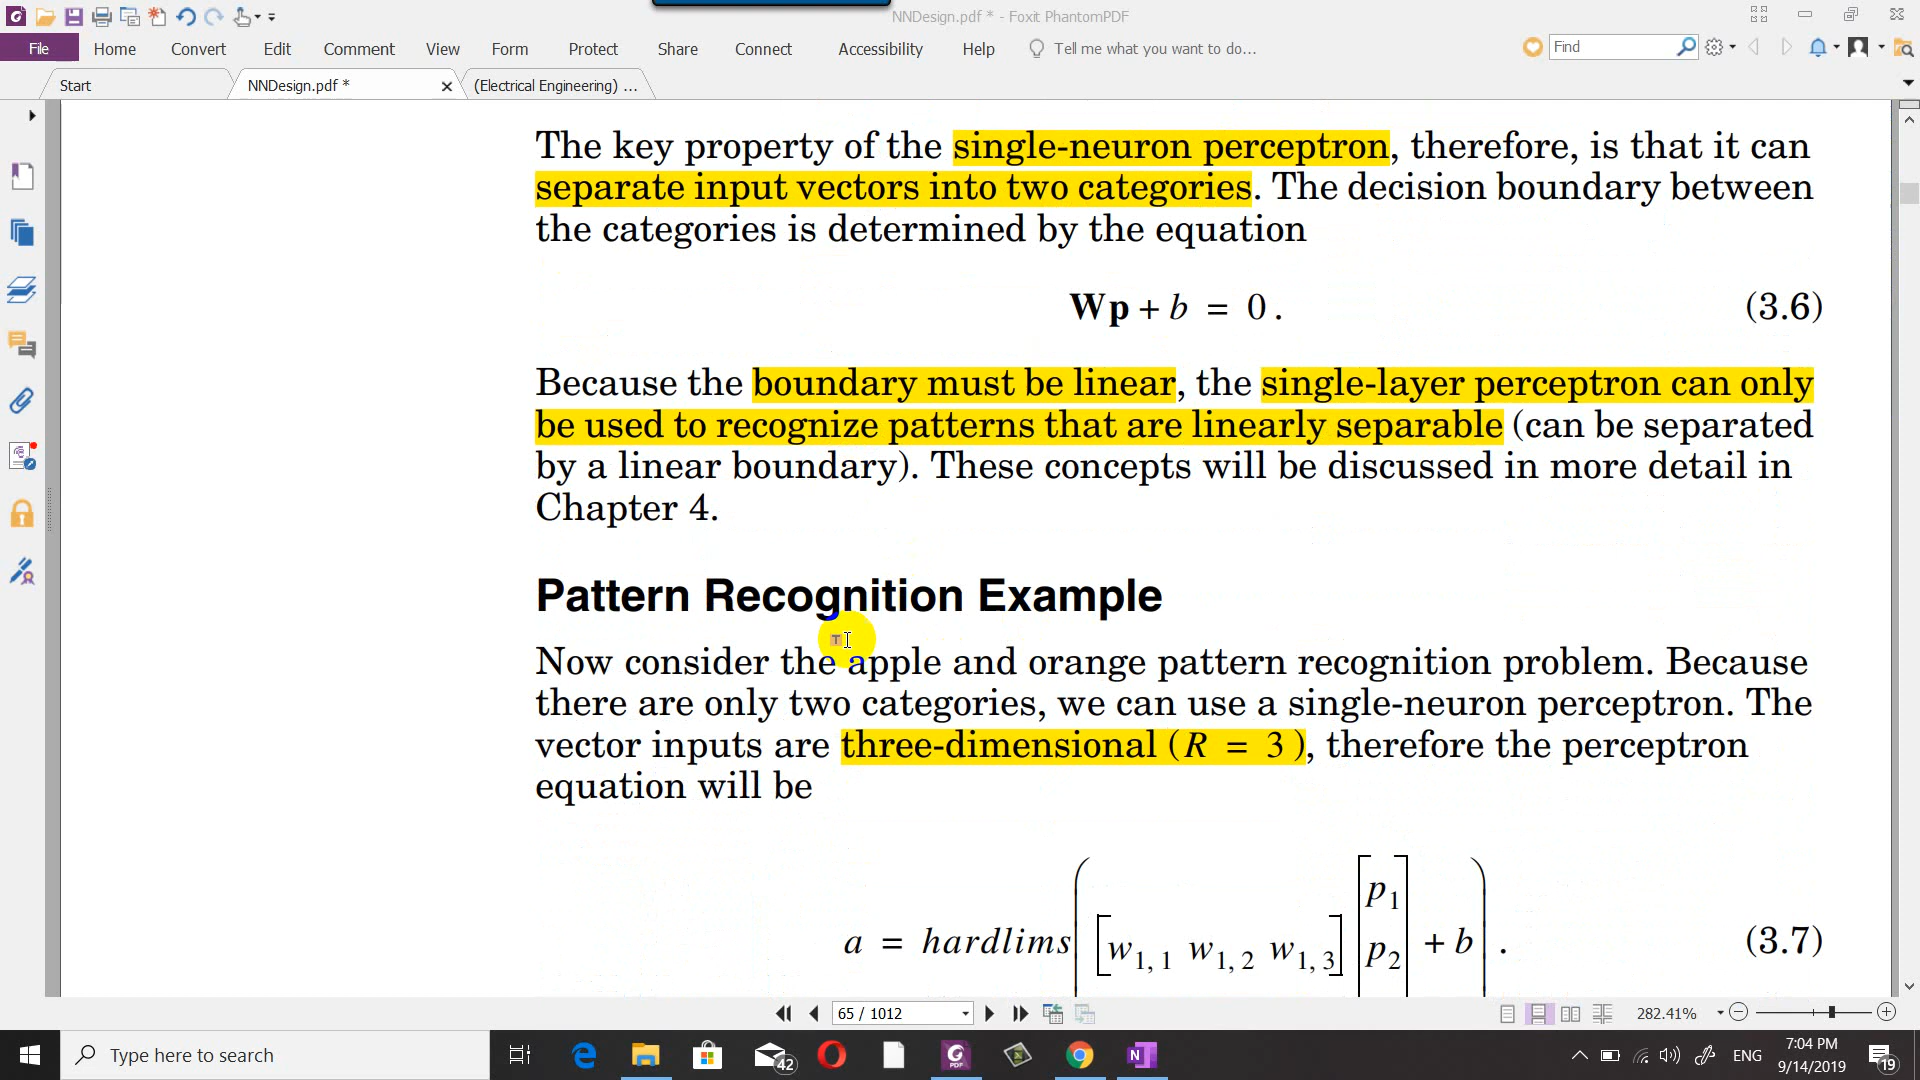 NNDesign.pdf * - Foxit PhantomPDF
File Home Convert Edit Comment View Form Protect Share Connect Accessibility Help Tell me what you want to do... Find
Start NNDesign.pdf * (Electrical Engineering) ...
The key property of the single-neuron perceptron, therefore, is that it can
separate input vectors into two categories. The decision boundary between
the categories is determined by the equation
Wp + b = 0 . (3.6)
Because the boundary must be linear, the single-layer perceptron can only
be used to recognize patterns that are linearly separable (can be separated
by a linear boundary). These concepts will be discussed in more detail in
Chapter 4.
Pattern Recognition Example
Now consider the apple and orange pattern recognition problem. Because
there are only two categories, we can use a single-neuron perceptron. The
vector inputs are three-dimensional (R = 3), therefore the perceptron
equation will be
a = hardlims( [w1,1 w1,2 w1,3] [p1 p2] + b ) . (3.7)
65 / 1012 282.41%
Type here to search 42 ENG 7:04 PM
9/14/2019 19